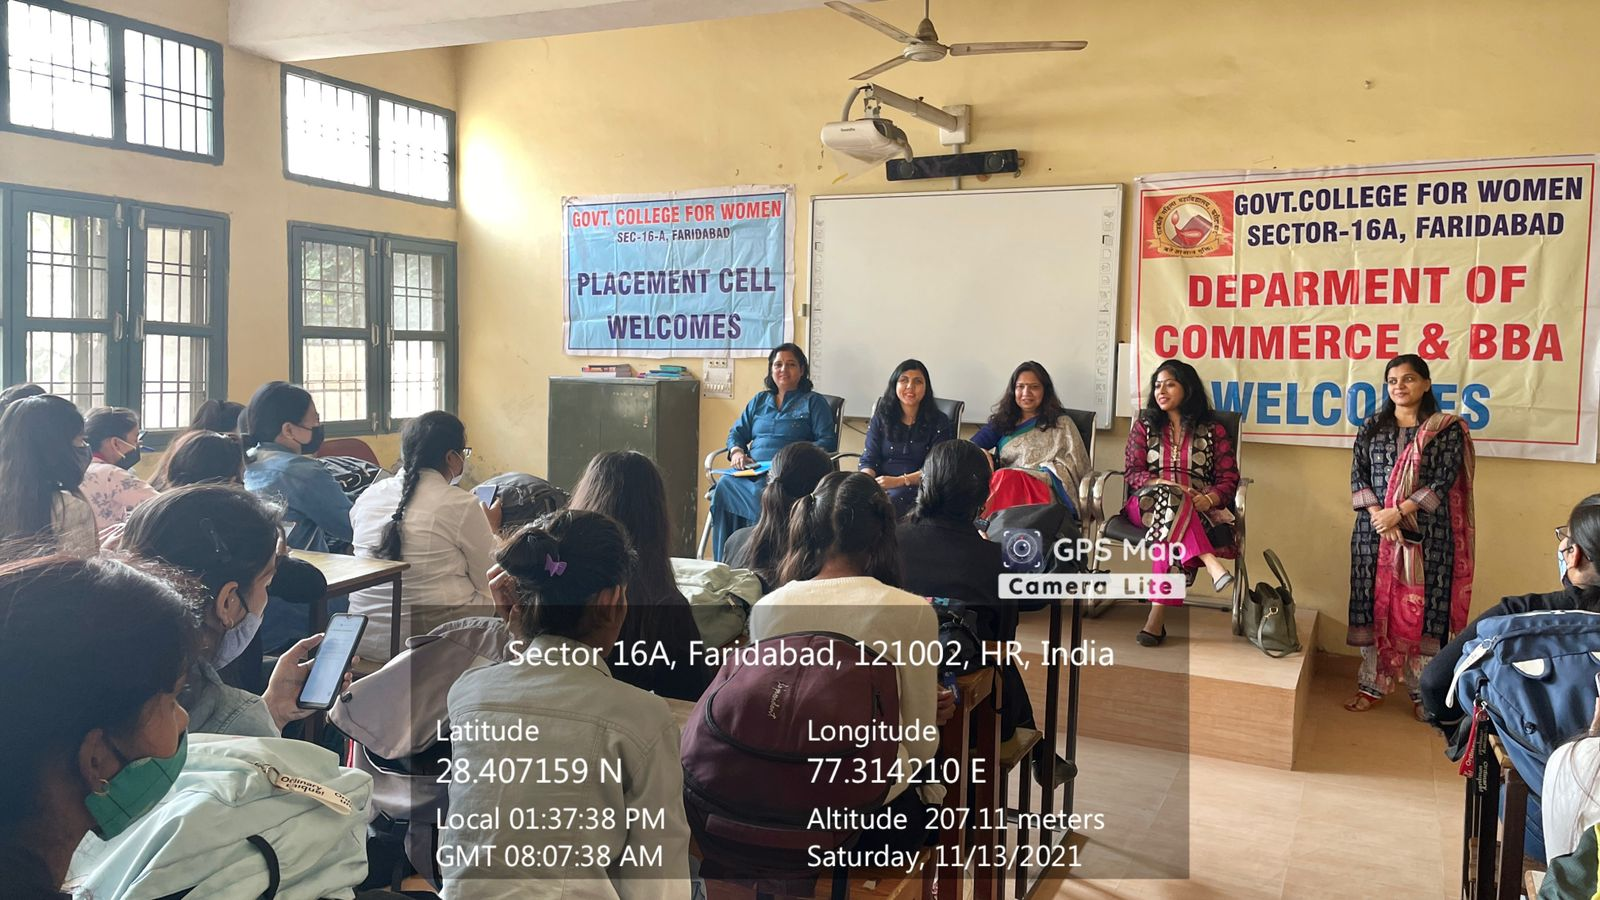 GOVT. COLLEGE FOR WOMEN
SEC-16-A, FARIDABAD
PLACEMENT CELL
WELCOMES
GOVT.COLLEGE FOR WOMEN
SECTOR-16A, FARIDABAD
DEPARMENT OF
COMMERCE & BBA
WELCOMES
GPS Map
Camera Lite
Sector 16A, Faridabad, 121002, HR, India
Latitude
28.407159 N
Longitude
77.314210 E
Local 01:37:38 PM
GMT 08:07:38 AM
Altitude 207.11 meters
Saturday, 11/13/2021